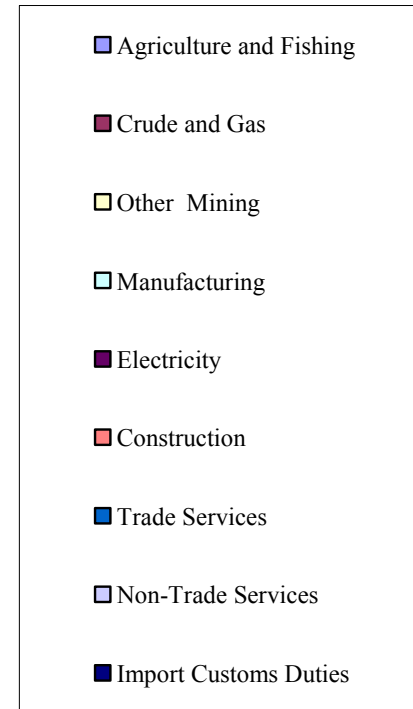 Agriculture and Fishing
Crude and Gas
Other Mining
Manufacturing
Electricity
Construction
Trade Services
Non-Trade Services
Import Customs Duties